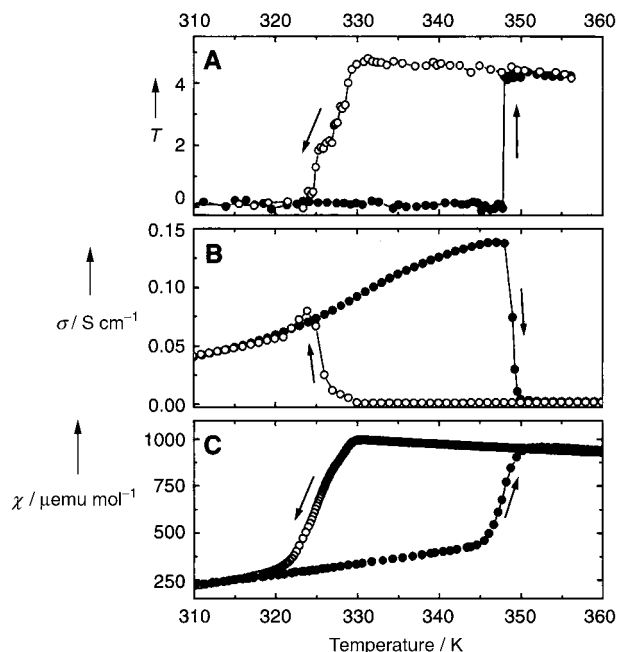 310 320 330 340 350 360
A
4
T
2
0
0.15
B
0.10
σ / S cm⁻¹
0.05
0.00
C
1000
χ / μemu mol⁻¹
750
500
250
310 320 330 340 350 360
Temperature / K